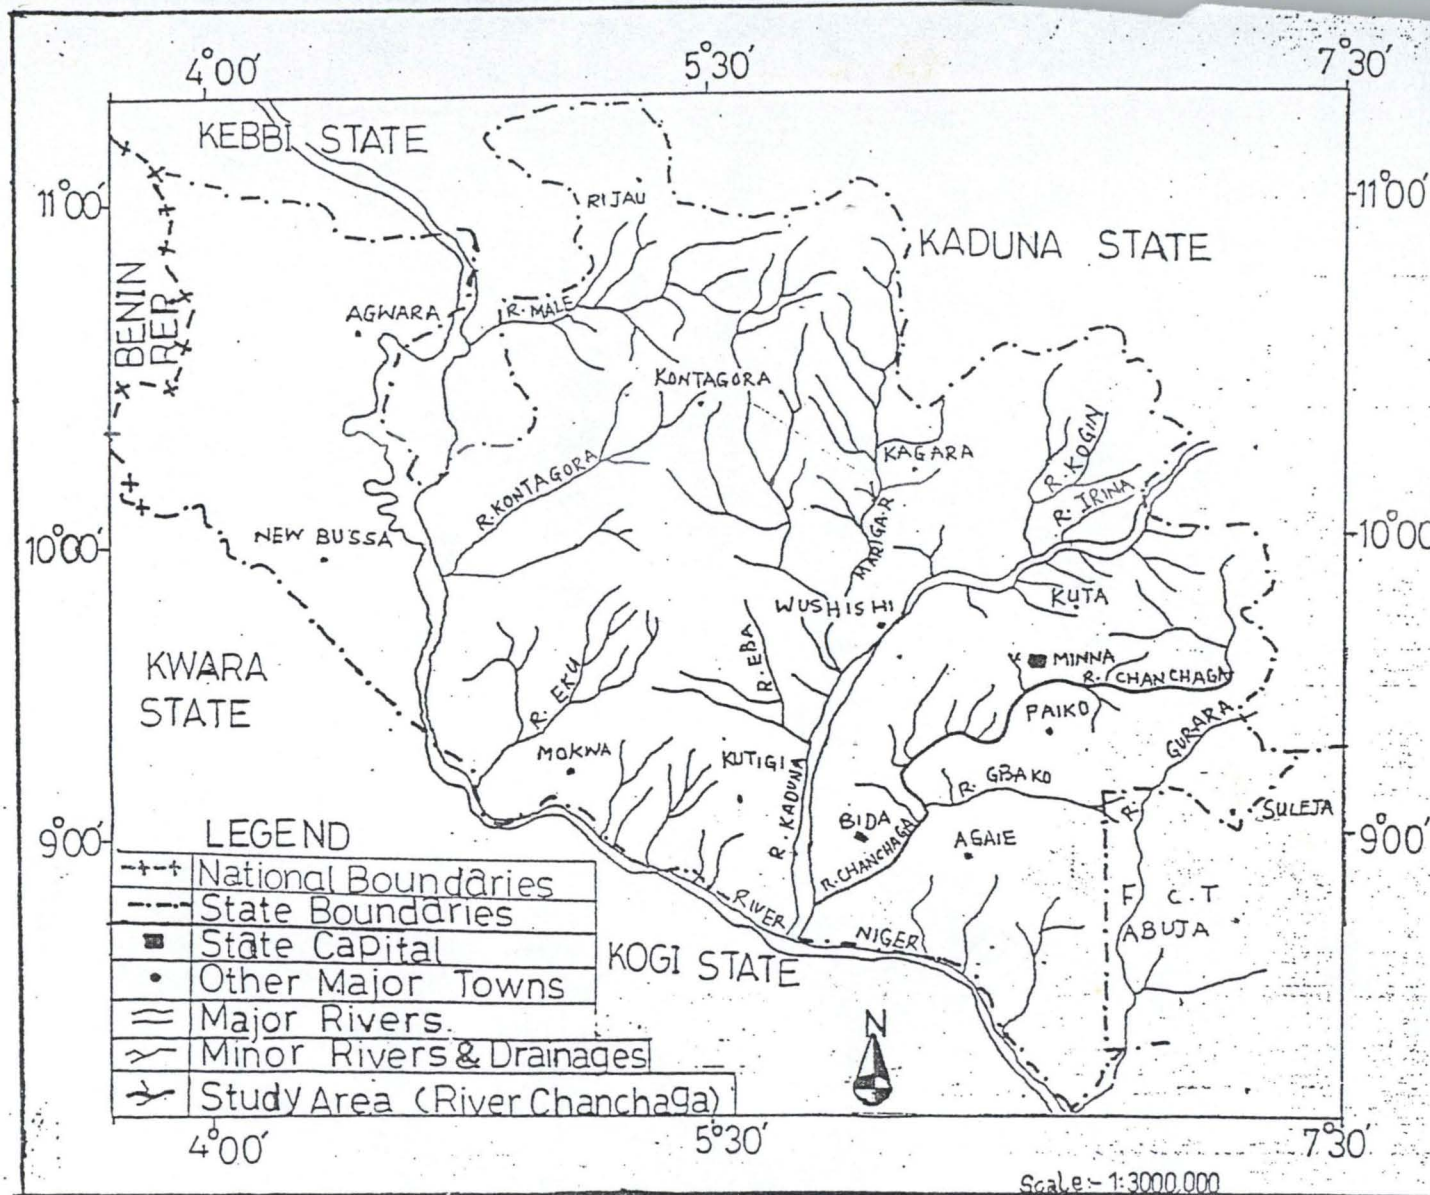 4°00'
5°30'
7°30'
KEBBI STATE
11°00'
11°00'
RIJAU
KADUNA STATE
BENIN
RER
AGWARA
R. MALE
KONTAGORA
KAGARA
R. KOGIN
R. IRINA
R. KONTAGORA
MARIGA R
NEW BUSSA
10°00'
10°00'
WUSHISHI
KUTA
KWARA
STATE
R. EBA
R. EKU
MINNA
R. CHANCHAGA
PAIKO
R. GURARA
MOKWA
KUTIGI
R. KADUNA
R. GBAKO
SULEJA
BIDA
R. CHANCHAGA
AGAIE
9°00'
9°00'
F C.T
ABUJA
RIVER NIGER
KOGI STATE
LEGEND
National Boundaries
State Boundaries
State Capital
Other Major Towns
Major Rivers.
Minor Rivers & Drainages
Study Area (River Chanchaga)
N
4°00'
5°30'
7°30'
Scale:- 1:3000,000